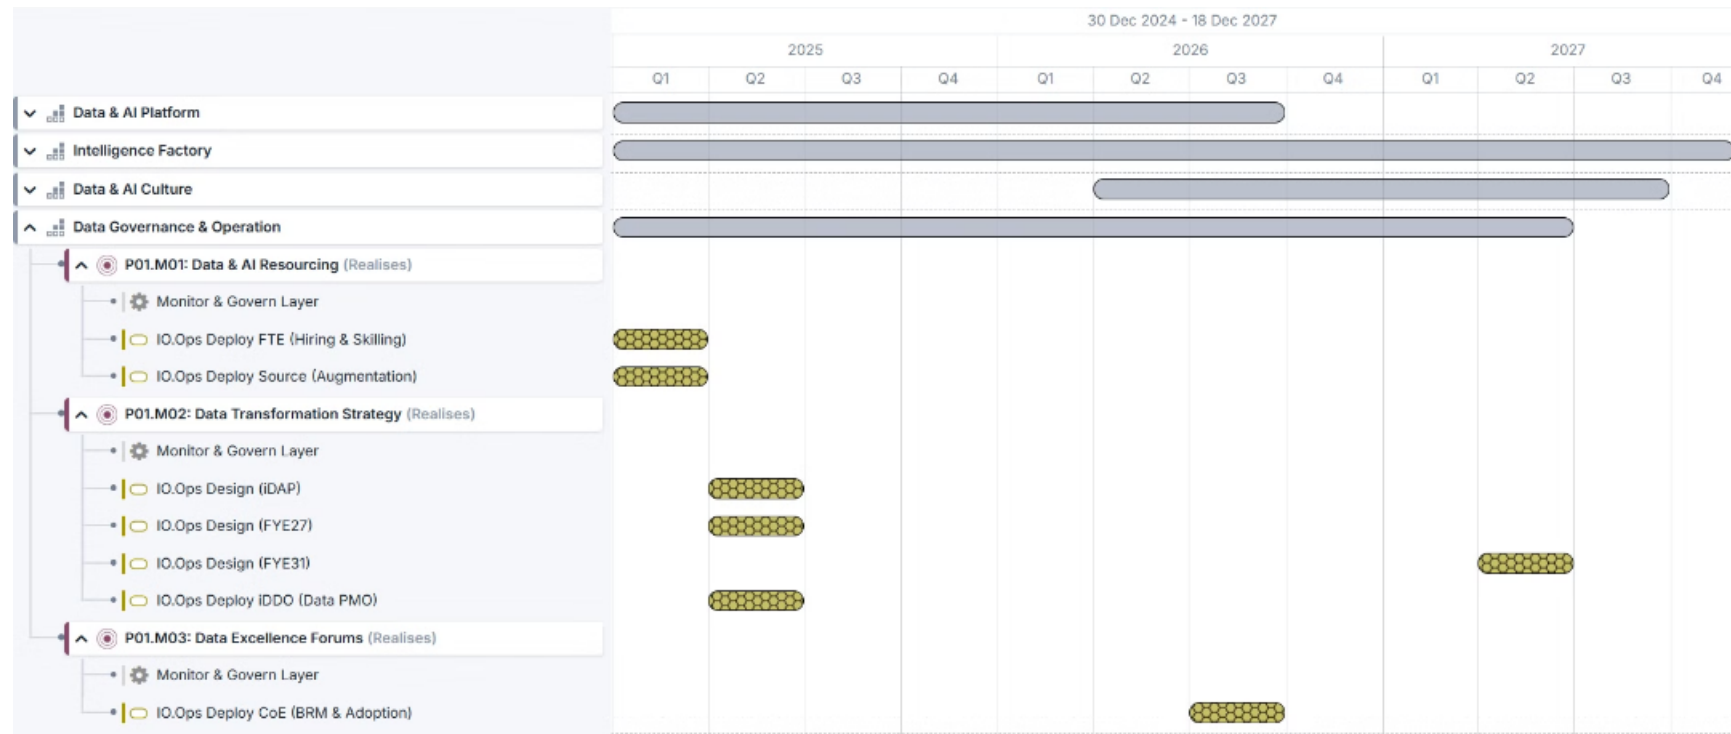 30 Dec 2024 - 18 Dec 2027
2025 2026 2027
Q1 Q2 Q3 Q4 Q1 Q2 Q3 Q4 Q1 Q2 Q3 Q4
Data & AI Platform
Intelligence Factory
Data & AI Culture
Data Governance & Operation
P01.M01: Data & AI Resourcing (Realises)
Monitor & Govern Layer
IO.Ops Deploy FTE (Hiring & Skilling)
IO.Ops Deploy Source (Augmentation)
P01.M02: Data Transformation Strategy (Realises)
Monitor & Govern Layer
IO.Ops Design (iDAP)
IO.Ops Design (FYE27)
IO.Ops Design (FYE31)
IO.Ops Deploy iDDO (Data PMO)
P01.M03: Data Excellence Forums (Realises)
Monitor & Govern Layer
IO.Ops Deploy CoE (BRM & Adoption)